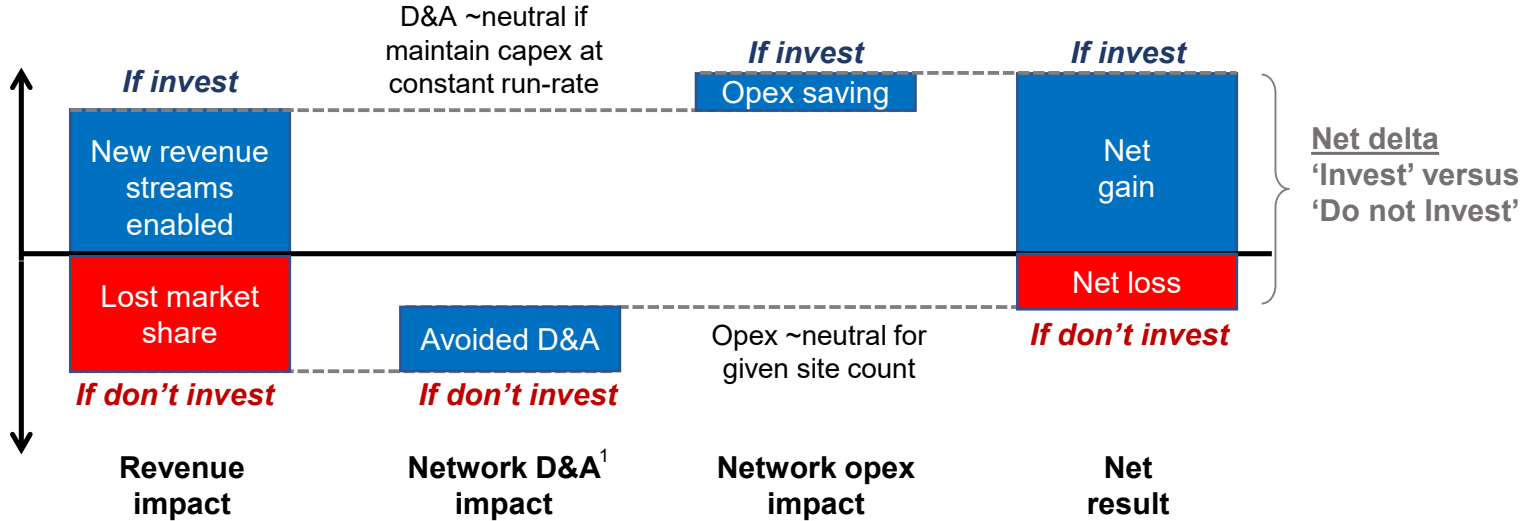 If invest
New revenue
streams
enabled
Lost market
share
If don't invest
Revenue
impact
D&A ~neutral if
maintain capex at
constant run-rate
Avoided D&A
If don't invest
Network D&A¹
impact
If invest
Opex saving
Opex ~neutral for
given site count
Network opex
impact
If invest
Net
gain
Net loss
If don't invest
Net
result
Net delta
‘Invest’ versus
‘Do not Invest’